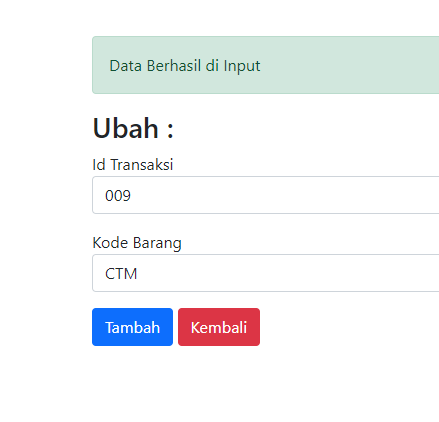 Data Berhasil di Input
Ubah :
Id Transaksi
009
Kode Barang
CTM
Tambah Kembali